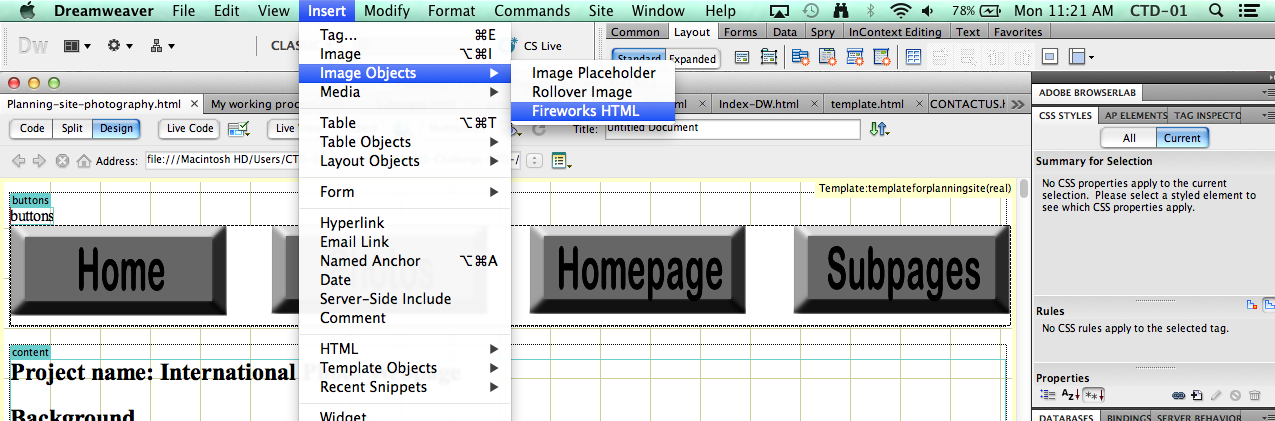 Dreamweaver File Edit View Insert Modify Format Commands Site Window Help 78% Mon 11:21 AM CTD-01
Dw CLAS CS Live
Common Layout Forms Data Spry InContext Editing Text Favorites
Standard Expanded
Tag... ⌘E
Image ⌥⌘I
Image Objects
Media
Table ⌥⌘T
Table Objects
Layout Objects
Form
Hyperlink
Email Link
Named Anchor ⌥⌘A
Date
Server-Side Include
Comment
HTML
Template Objects
Recent Snippets
Widget
Image Placeholder
Rollover Image
Fireworks HTML
Planning-site-photography.html My working proc ml Index-DW.html template.html CONTACTUS.h
Code Split Design Live Code Live Title: Untitled Document
Address: file:///Macintosh HD/Users/CT
Template:templateforplanningsite(real)
buttons
buttons
Home Homepage Subpages
content
Project name: International
Background
ADOBE BROWSERLAB
CSS STYLES AP ELEMENTS TAG INSPECTO
All Current
Summary for Selection
No CSS properties apply to the current
selection. Please select a styled element to
see which CSS properties apply.
Rules
No CSS rules apply to the selected tag.
Properties
DATABASES BINDINGS SERVER BEHAVIOR